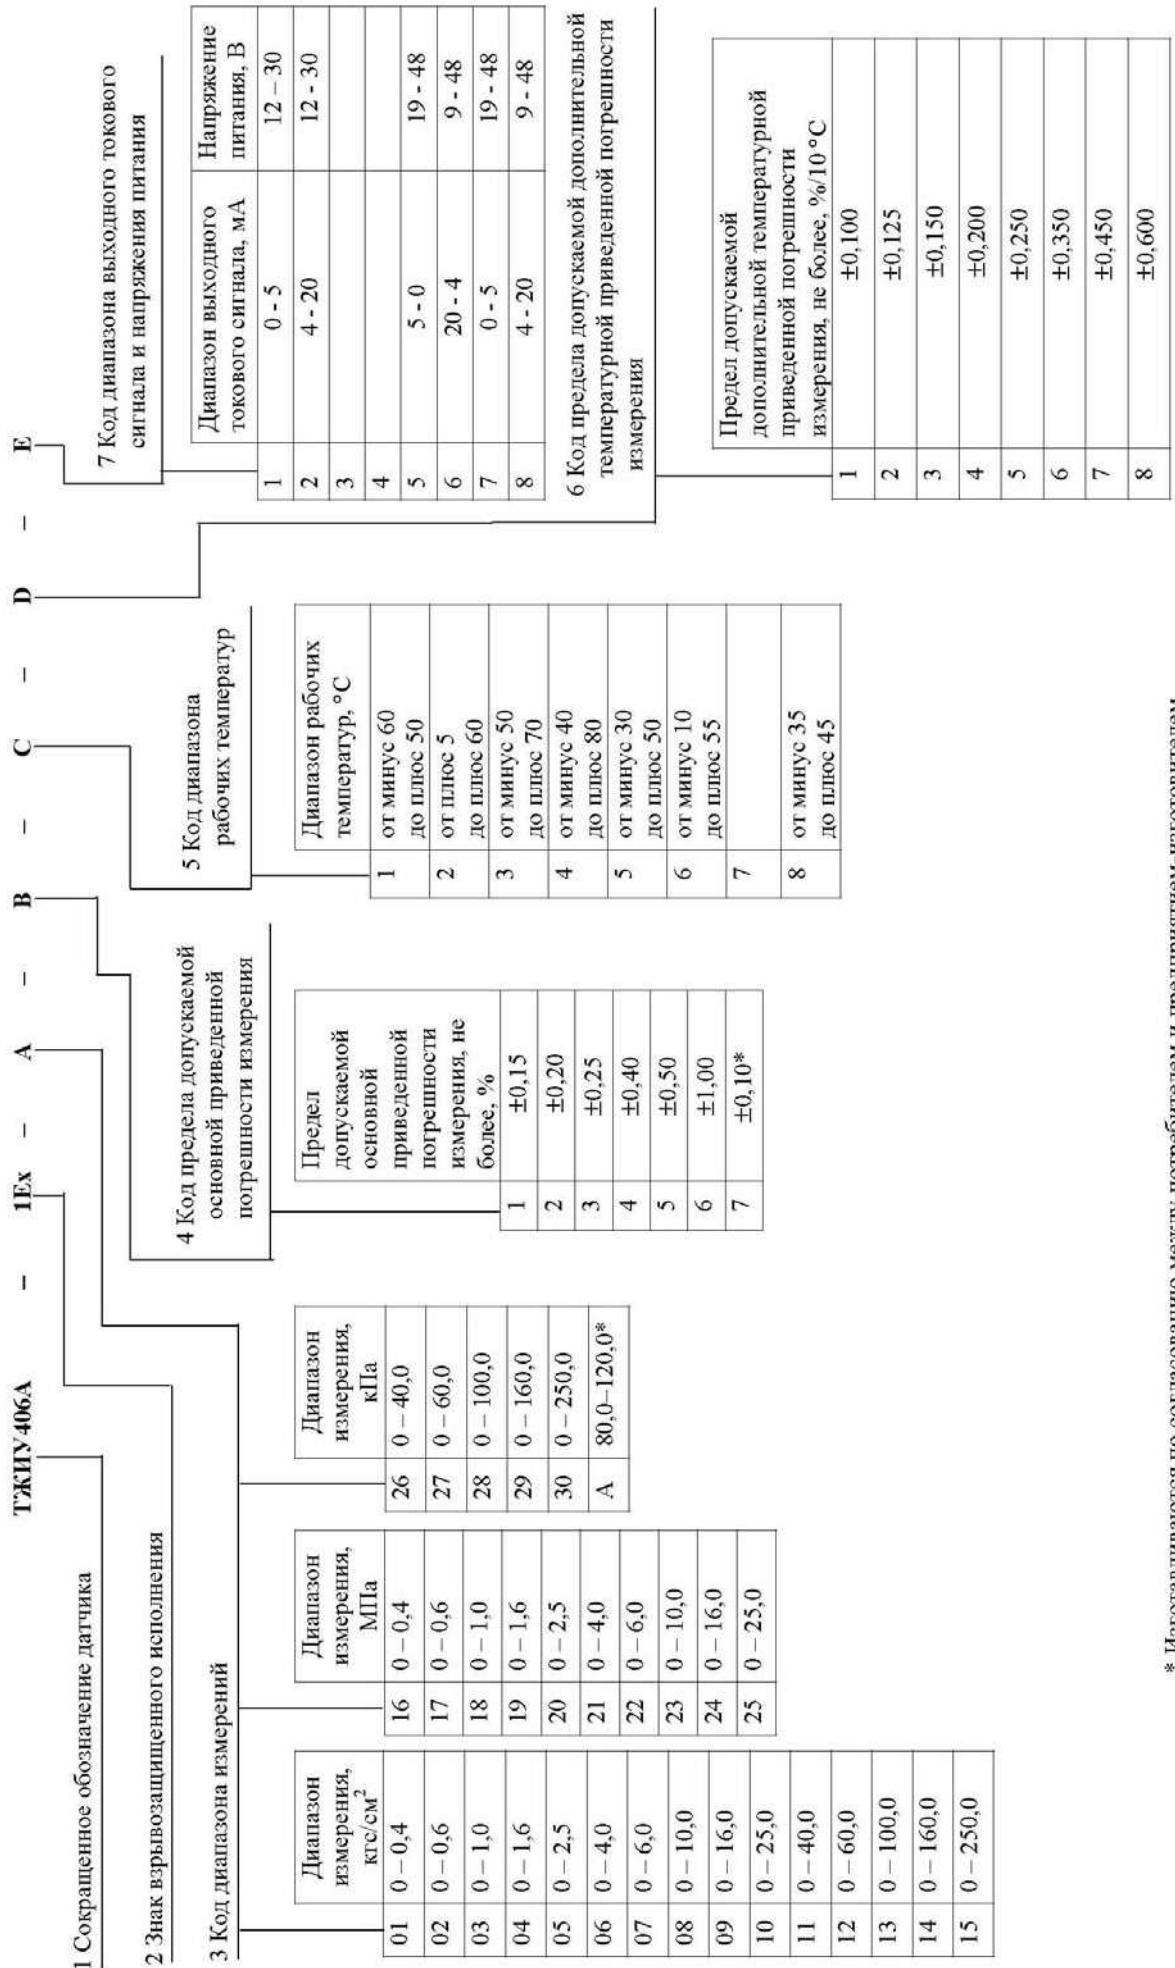 ТЖИУ406А – 1Ex – A – B – C – D – E
1 Сокращенное обозначение датчика
2 Знак взрывозащищенного исполнения
3 Код диапазона измерений
Диапазон
измерения,
кгс/см²
01 0 – 0,4
02 0 – 0,6
03 0 – 1,0
04 0 – 1,6
05 0 – 2,5
06 0 – 4,0
07 0 – 6,0
08 0 – 10,0
09 0 – 16,0
10 0 – 25,0
11 0 – 40,0
12 0 – 60,0
13 0 – 100,0
14 0 – 160,0
15 0 – 250,0
Диапазон
измерения,
МПа
16 0 – 0,4
17 0 – 0,6
18 0 – 1,0
19 0 – 1,6
20 0 – 2,5
21 0 – 4,0
22 0 – 6,0
23 0 – 10,0
24 0 – 16,0
25 0 – 25,0
Диапазон
измерения,
кПа
26 0 – 40,0
27 0 – 60,0
28 0 – 100,0
29 0 – 160,0
30 0 – 250,0
А 80,0–120,0*
4 Код предела допускаемой
основной приведенной
погрешности измерения
Предел
допускаемой
основной
приведенной
погрешности
измерения, не
более, %
1 ±0,15
2 ±0,20
3 ±0,25
4 ±0,40
5 ±0,50
6 ±1,00
7 ±0,10*
5 Код диапазона
рабочих температур
Диапазон рабочих
температур, °С
1 от минус 60
до плюс 50
2 от плюс 5
до плюс 60
3 от минус 50
до плюс 70
4 от минус 40
до плюс 80
5 от минус 30
до плюс 50
6 от минус 10
до плюс 55
7
8 от минус 35
до плюс 45
7 Код диапазона выходного токового
сигнала и напряжения питания
Диапазон выходного Напряжение
токового сигнала, мА питания, В
1 0 - 5 12 – 30
2 4 - 20 12 - 30
3
4
5 5 - 0 19 - 48
6 20 - 4 9 - 48
7 0 - 5 19 - 48
8 4 - 20 9 - 48
6 Код предела допускаемой дополнительной
температурной приведенной погрешности
измерения
Предел допускаемой
дополнительной температурной
приведенной погрешности
измерения, не более, %/10 °С
1 ±0,100
2 ±0,125
3 ±0,150
4 ±0,200
5 ±0,250
6 ±0,350
7 ±0,450
8 ±0,600
* Изготавливаются по согласованию между потребителем и предприятием-изготовителем